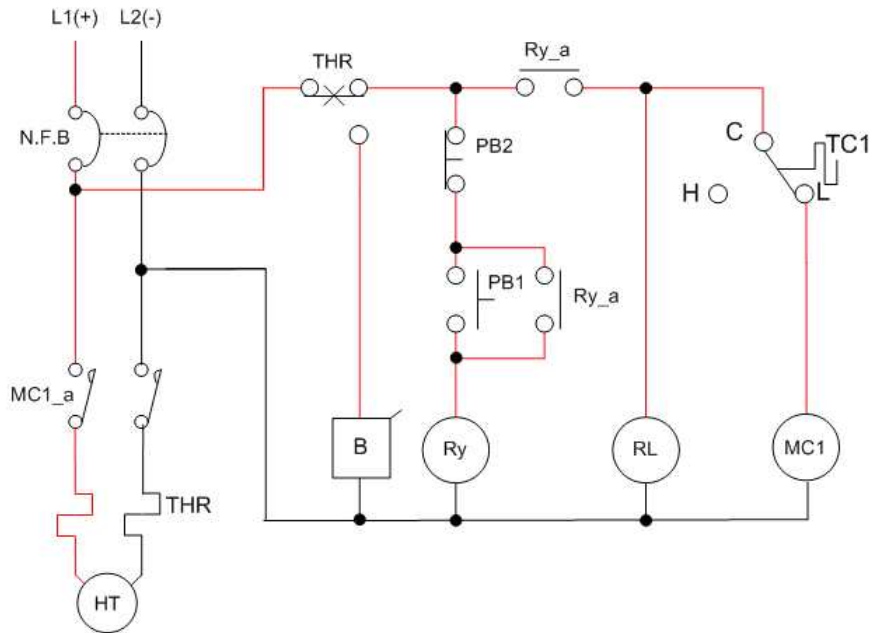 L1(+) L2(-)
THR
Ry_a
N.F.B
PB2
C
TC1
H
L
PB1
Ry_a
MC1_a
B
Ry
RL
MC1
THR
HT